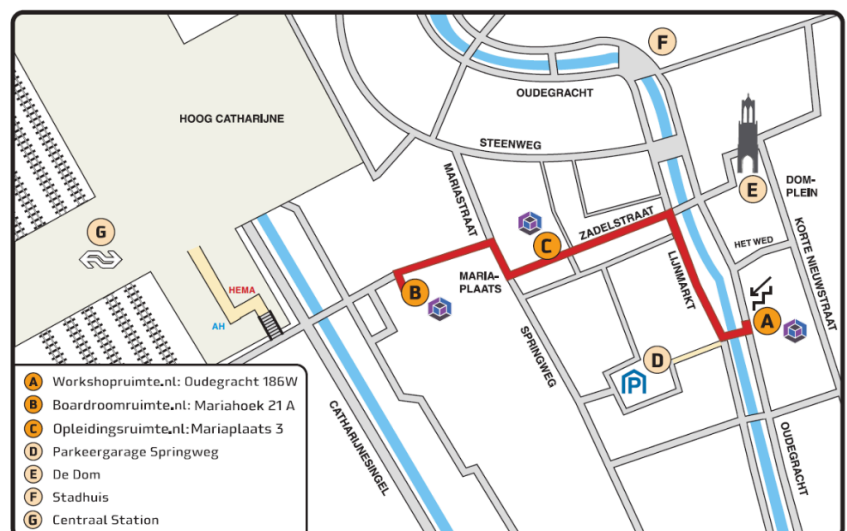 F
OUDEGRACHT
HOOG CATHARIJNE
STEENWEG
MARIASTRAAT
E
DOM-
PLEIN
G
C
ZADELSTRAAT
KORTE NIEUWSTRAAT
HET WED
HEMA
AH
B
MARIA-
PLAATS
LIJNMARKT
A
SPRINGWEG
D
P
CATHARIJNESINGEL
OUDEGRACHT
A Workshopruimte.nl: Oudegracht 186W
B Boardroomruimte.nl: Mariahoek 21 A
C Opleidingsruimte.nl: Mariaplaats 3
D Parkeergarage Springweg
E De Dom
F Stadhuis
G Centraal Station